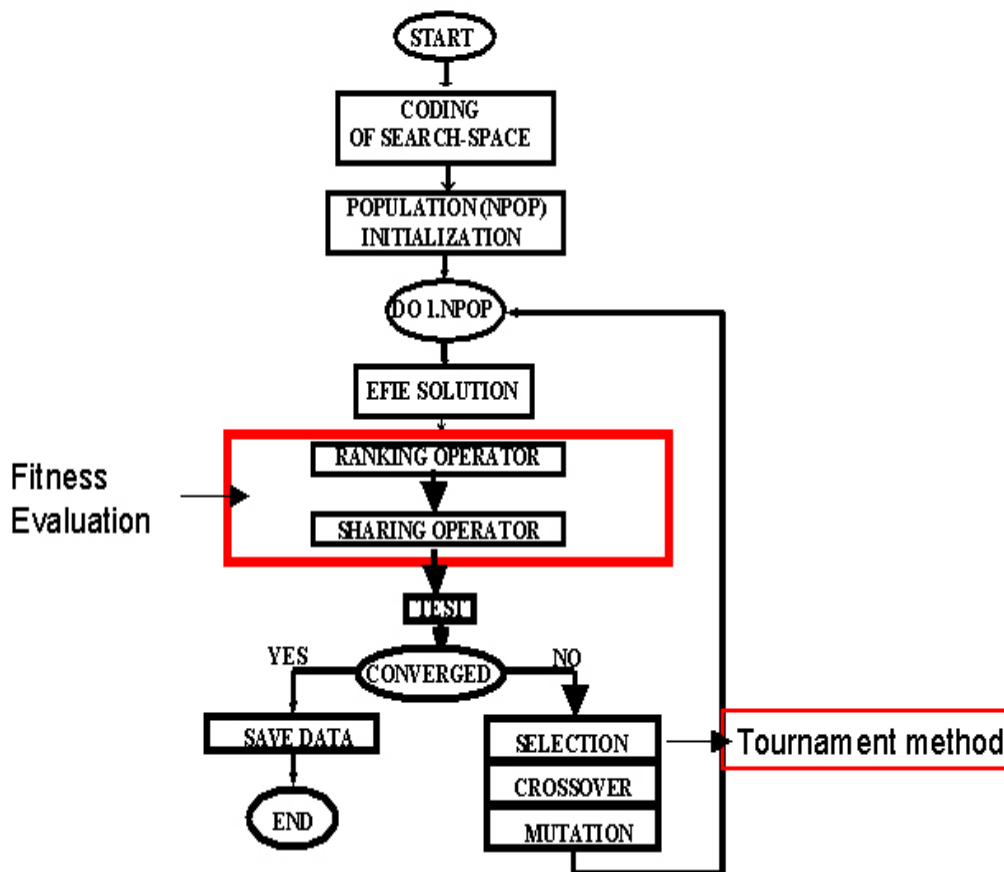 START
CODING
OF SEARCH-SPACE
POPULATION(NPOP)
INITIALIZATION
DO 1.NPOP
EFIE SOLUTION
Fitness
Evaluation
RANKING OPERATOR
SHARING OPERATOR
TEST
YES
CONVERGED
NO
SAVE DATA
SELECTION
Tournament method
CROSSOVER
END
MUTATION